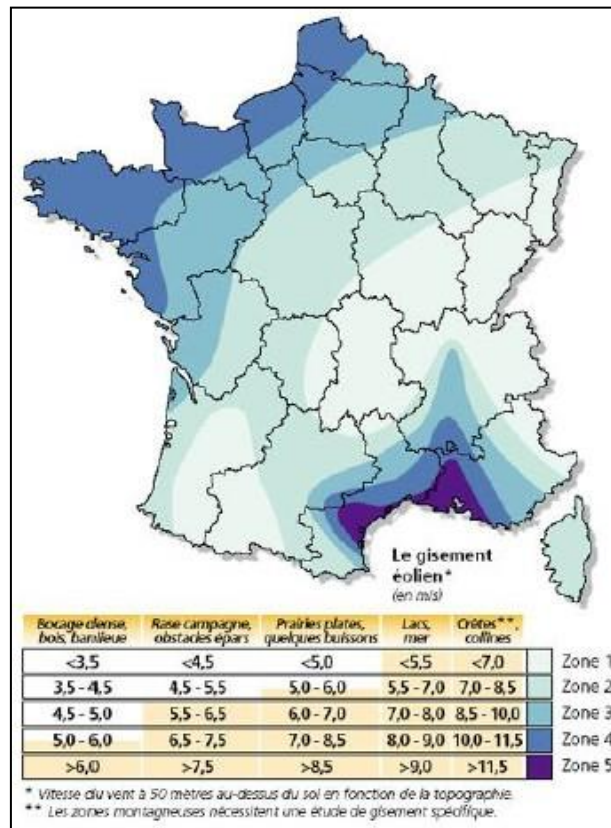 Le gisement
éolien*
(en m/s)
Bocage dense, bois, banlieue | Rase campagne, obstacles épars | Prairies plates, quelques buissons | Lacs, mer | Crêtes**, collines
<3,5 <4,5 <5,0 <5,5 <7,0 Zone 1
3,5 - 4,5 4,5 - 5,5 5,0 - 6,0 5,5 - 7,0 7,0 - 8,5 Zone 2
4,5 - 5,0 5,5 - 6,5 6,0 - 7,0 7,0 - 8,0 8,5 - 10,0 Zone 3
5,0 - 6,0 6,5 - 7,5 7,0 - 8,5 8,0 - 9,0 10,0 - 11,5 Zone 4
>6,0 >7,5 >8,5 >9,0 >11,5 Zone 5
* Vitesse du vent à 50 mètres au-dessus du sol en fonction de la topographie.
** Les zones montagneuses nécessitent une étude de gisement spécifique.